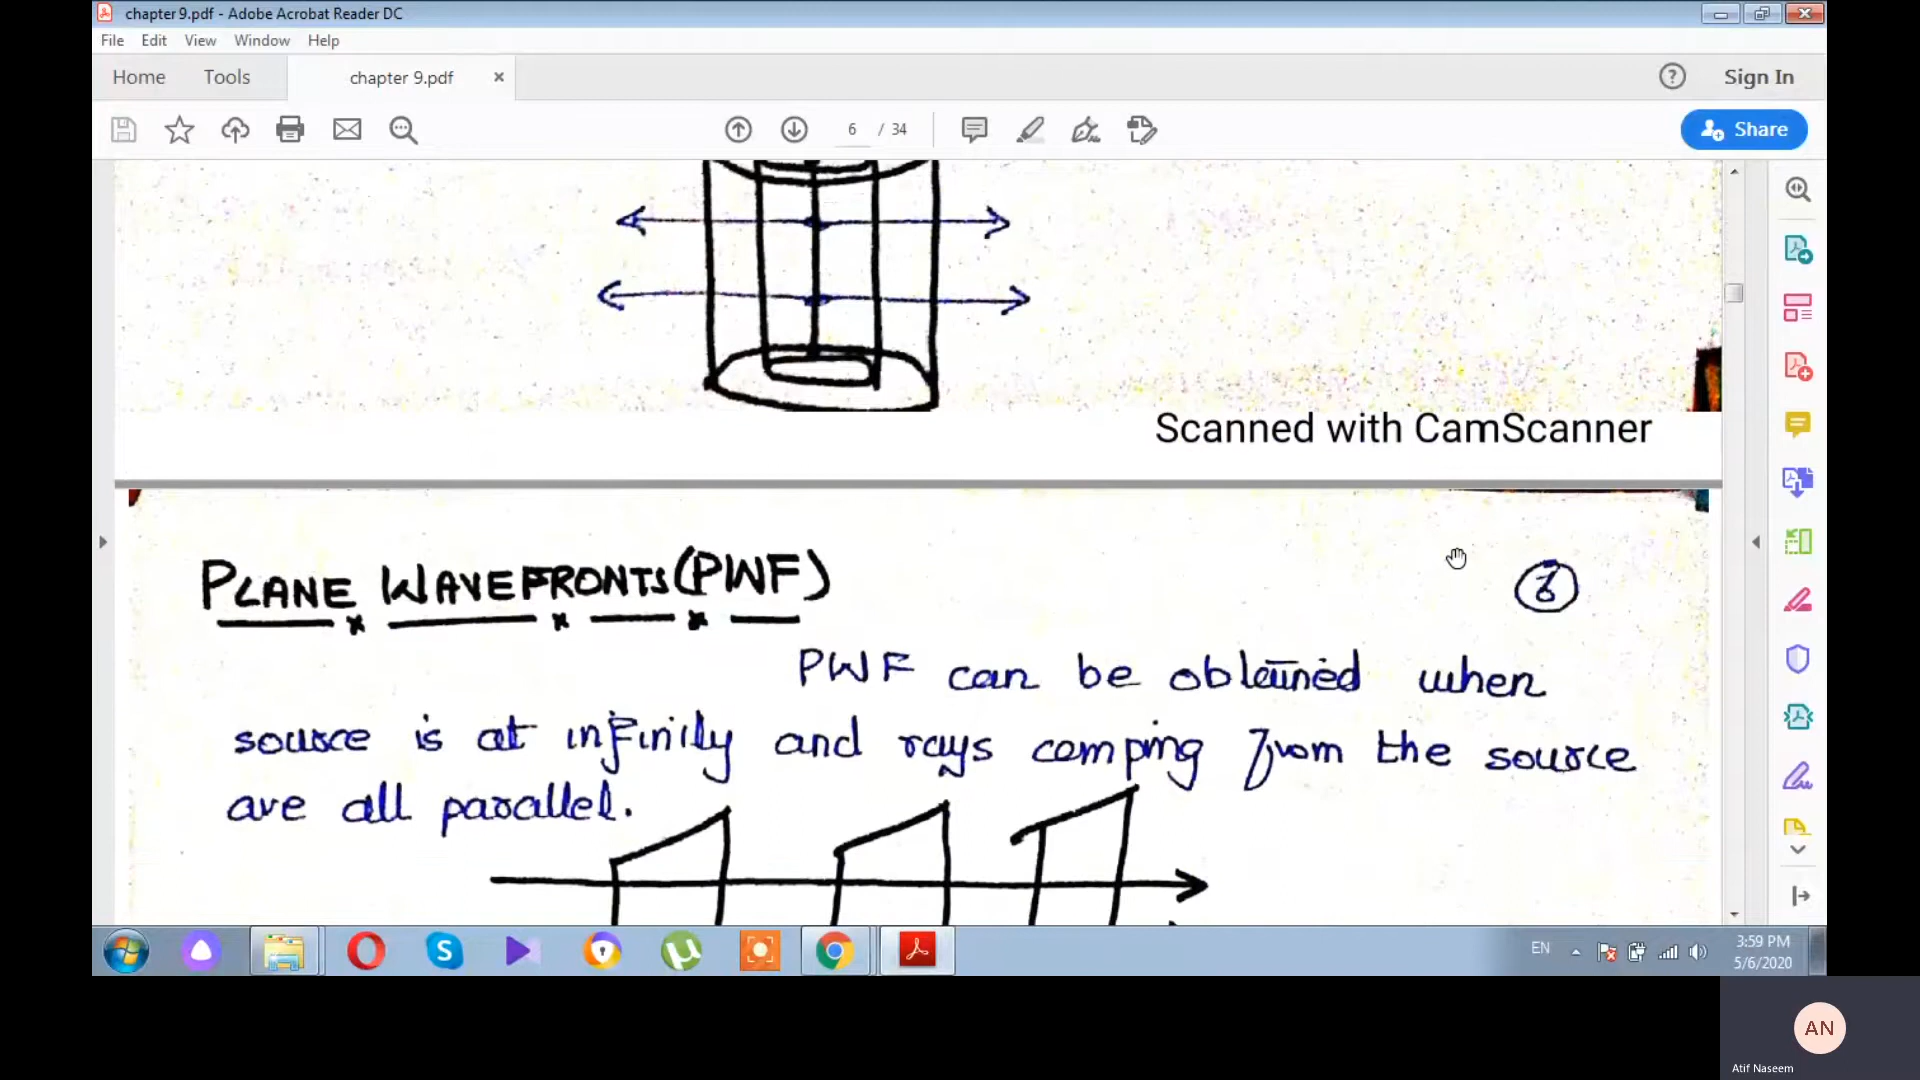 chapter 9.pdf - Adobe Acrobat Reader DC
File Edit View Window Help
Home Tools chapter 9.pdf × ? Sign In
6 / 34 Share
Scanned with CamScanner
PLANE WAVEFRONTS(PWF) 6
PWF can be obtained when
source is at infinity and rays comping from the source
are all parallel.
EN 3:59 PM
5/6/2020
AN
Atif Naseem